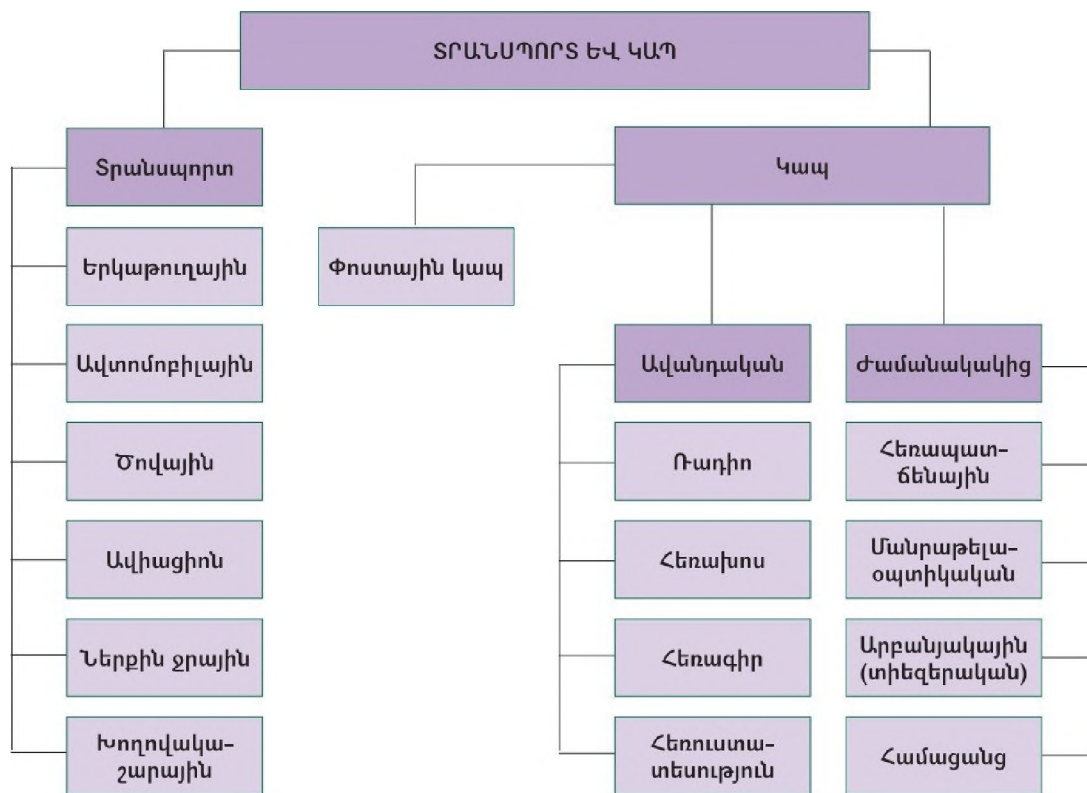 ՏՐԱՆՍՊՈՐՏ ԵՎ ԿԱՊ
Տրանսպորտ
Երկաթուղային
Ավտոմոբիլային
Ծովային
Ավիացիոն
Ներքին ջրային
Խողովակա-
շարային
Կապ
Փոստային կապ
Ավանդական
Ռադիո
Հեռախոս
Հեռագիր
Հեռուստա-
տեսություն
Ժամանակակից
Հեռապատ-
ճենային
Մանրաթելա-
օպտիկական
Արբանյակային
(տիեզերական)
Համացանց